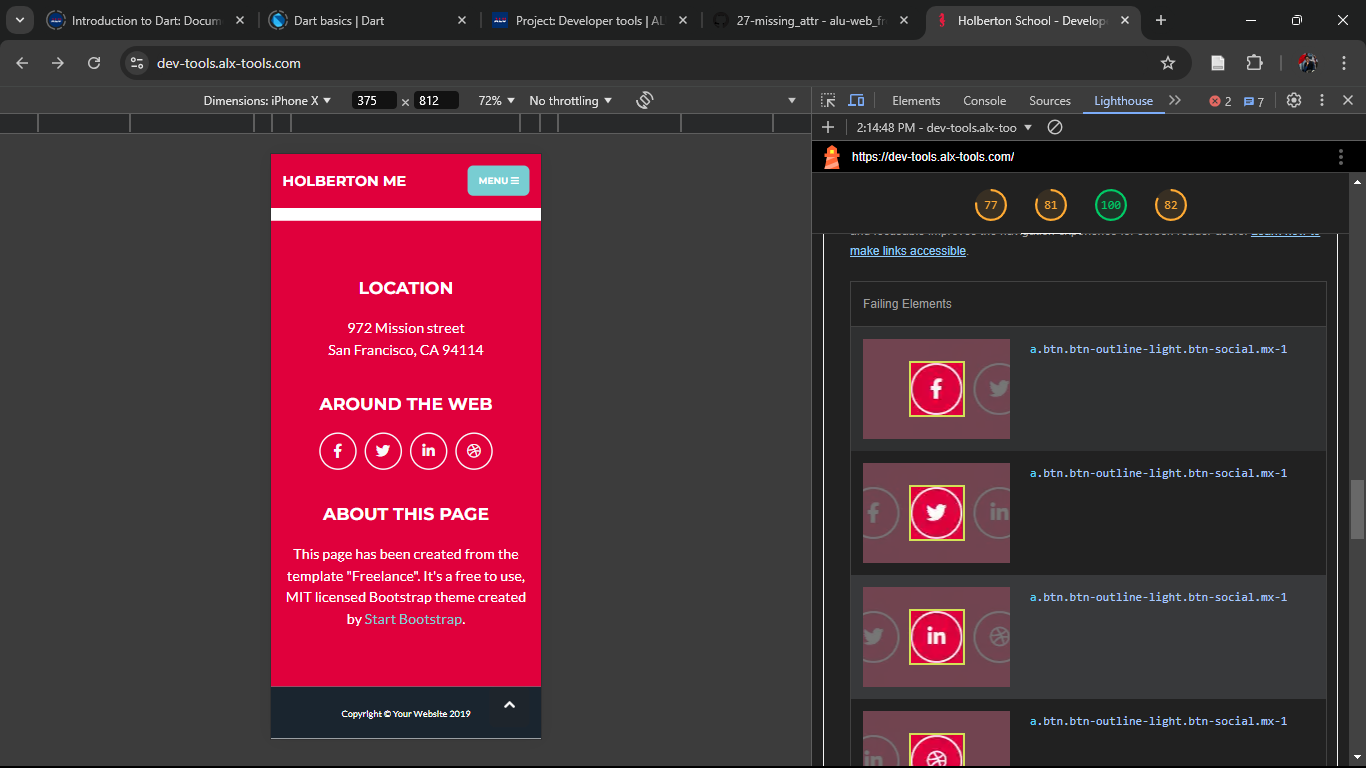 Introduction to Dart: Docum
Dart basics | Dart
Project: Developer tools | AL
27-missing_attr - alu-web_fr
Holberton School - Develop
dev-tools.alx-tools.com
Dimensions: iPhone X 375 × 812 72% No throttling
Elements Console Sources Lighthouse 2 7
2:14:48 PM - dev-tools.alx-too
https://dev-tools.alx-tools.com/
77 81 100 82
make links accessible.
Failing Elements
a.btn.btn-outline-light.btn-social.mx-1
a.btn.btn-outline-light.btn-social.mx-1
a.btn.btn-outline-light.btn-social.mx-1
a.btn.btn-outline-light.btn-social.mx-1
HOLBERTON ME
MENU
LOCATION
972 Mission street
San Francisco, CA 94114
AROUND THE WEB
ABOUT THIS PAGE
This page has been created from the
template "Freelance". It's a free to use,
MIT licensed Bootstrap theme created
by Start Bootstrap.
Copyright © Your Website 2019